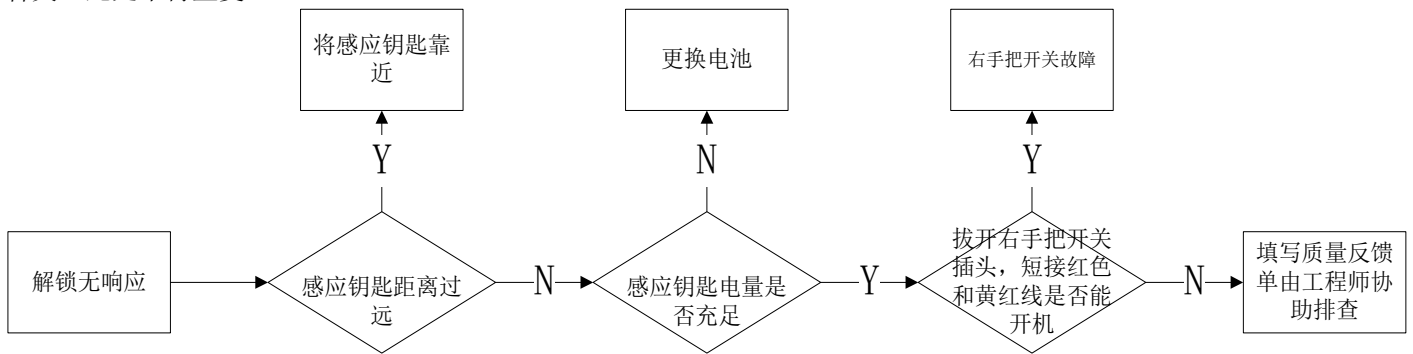 将感应钥匙靠
近
更换电池
右手把开关故障
Y
N
Y
解锁无响应
感应钥匙距离过
远
N
感应钥匙电量是
否充足
Y
拔开右手把开关
插头，短接红色
和黄红线是否能
开机
N
填写质量反馈
单由工程师协
助排查